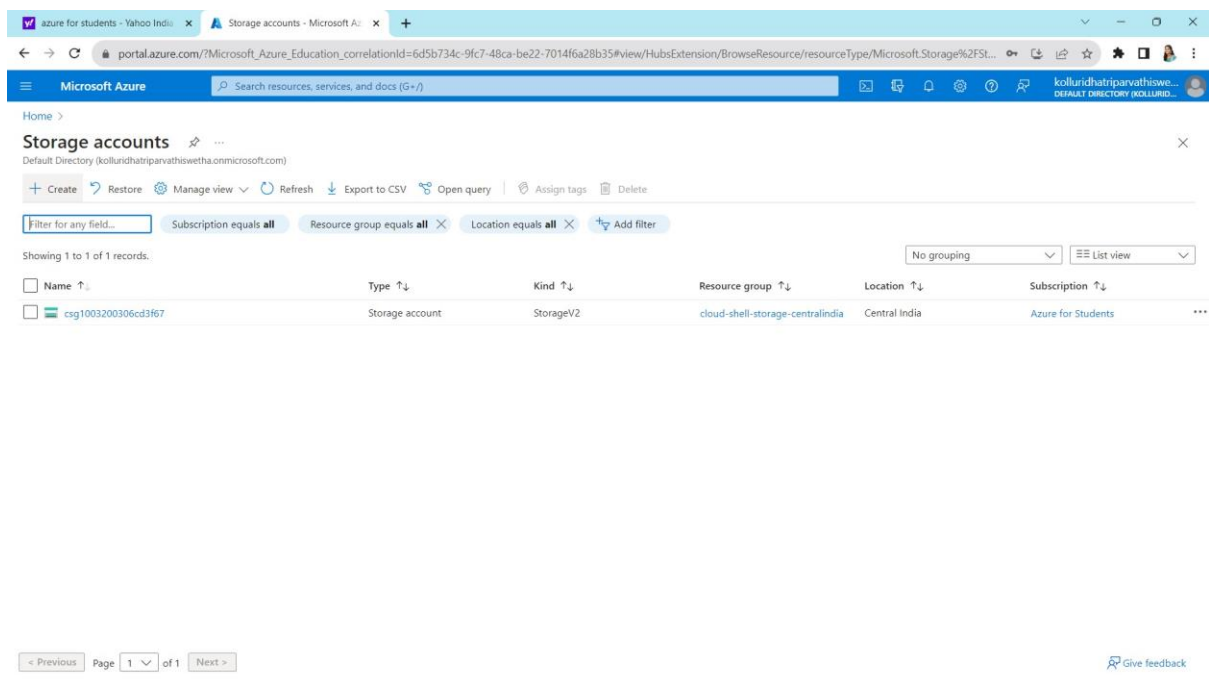 azure for students - Yahoo India
Storage accounts - Microsoft Az
portal.azure.com/?Microsoft_Azure_Education_correlationId=6d5b734c-9fc7-48ca-be22-7014f6a28b35#view/HubsExtension/BrowseResource/resourceType/Microsoft.Storage%2FSt...
Microsoft Azure
Search resources, services, and docs (G+/)
kolluridhatriparvathiswe...
DEFAULT DIRECTORY (KOLLURID...
Home >
Storage accounts ...
Default Directory (kolluridhatriparvathiswetha.onmicrosoft.com)
+ Create Restore Manage view Refresh Export to CSV Open query Assign tags Delete
Filter for any field... Subscription equals all Resource group equals all Location equals all Add filter
Showing 1 to 1 of 1 records.
No grouping List view
Name ↑↓ Type ↑↓ Kind ↑↓ Resource group ↑↓ Location ↑↓ Subscription ↑↓
csg1003200306cd3f67 Storage account StorageV2 cloud-shell-storage-centralindia Central India Azure for Students ...
< Previous Page 1 of 1 Next >
Give feedback